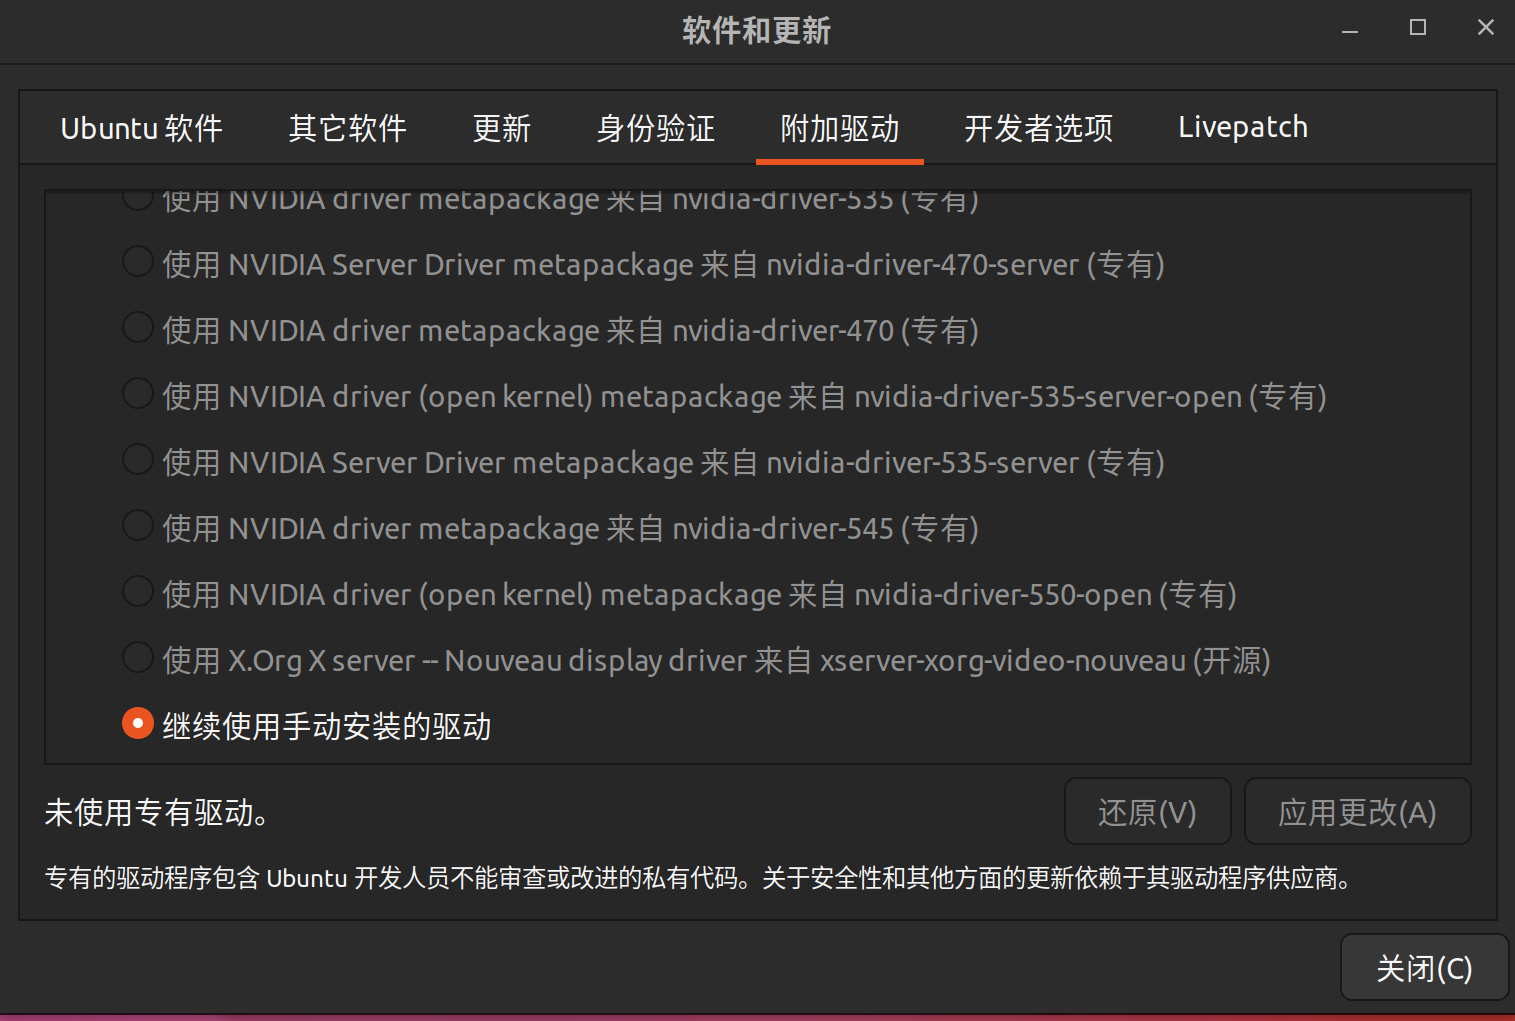 软件和更新
Ubuntu 软件 其它软件 更新 身份验证 附加驱动 开发者选项 Livepatch
使用 NVIDIA driver metapackage 来自 nvidia-driver-535 (专有)
使用 NVIDIA Server Driver metapackage 来自 nvidia-driver-470-server (专有)
使用 NVIDIA driver metapackage 来自 nvidia-driver-470 (专有)
使用 NVIDIA driver (open kernel) metapackage 来自 nvidia-driver-535-server-open (专有)
使用 NVIDIA Server Driver metapackage 来自 nvidia-driver-535-server (专有)
使用 NVIDIA driver metapackage 来自 nvidia-driver-545 (专有)
使用 NVIDIA driver (open kernel) metapackage 来自 nvidia-driver-550-open (专有)
使用 X.Org X server -- Nouveau display driver 来自 xserver-xorg-video-nouveau (开源)
继续使用手动安装的驱动
未使用专有驱动。 还原(V) 应用更改(A)
专有的驱动程序包含 Ubuntu 开发人员不能审查或改进的私有代码。关于安全性和其他方面的更新依赖于其驱动程序供应商。
关闭(C)